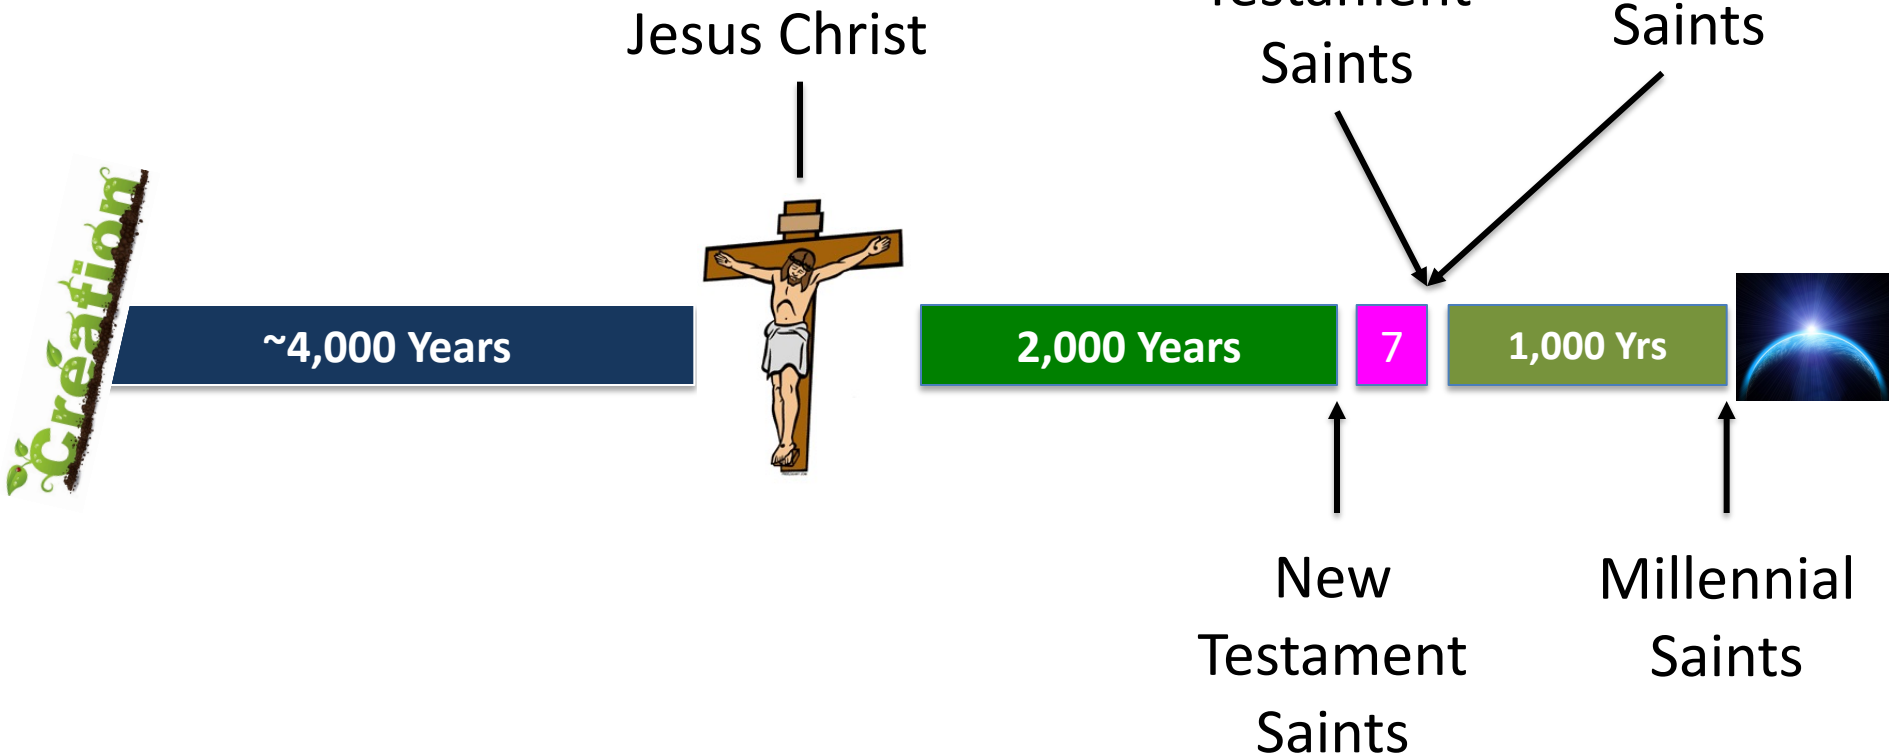 Jesus Christ
Testament
Saints
Saints
Creation
~4,000 Years
2,000 Years
7
1,000 Yrs
New
Testament
Saints
Millennial
Saints